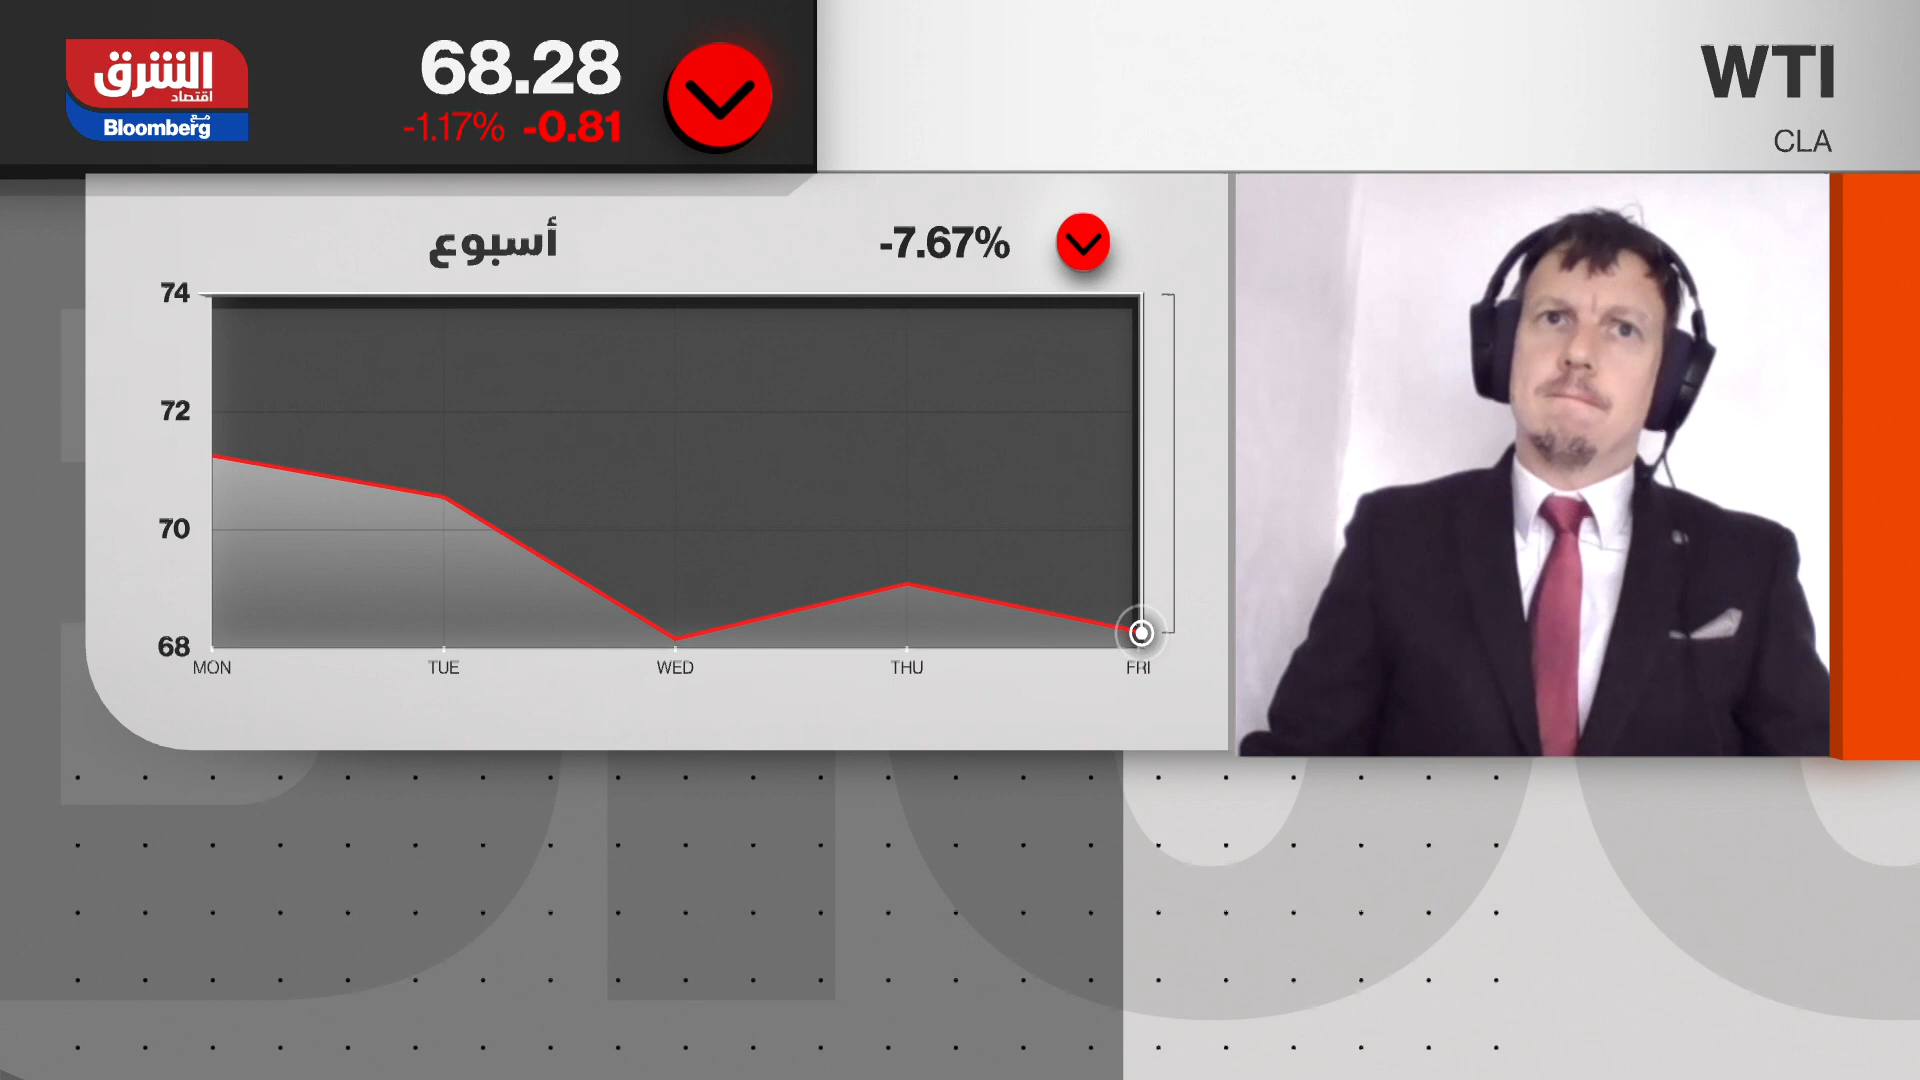 الشرق
اقتصاد
مع
Bloomberg
68.28
-1.17% -0.81
WTI
CLA
أسبوع
-7.67%
74
72
70
68
MON TUE WED THU FRI